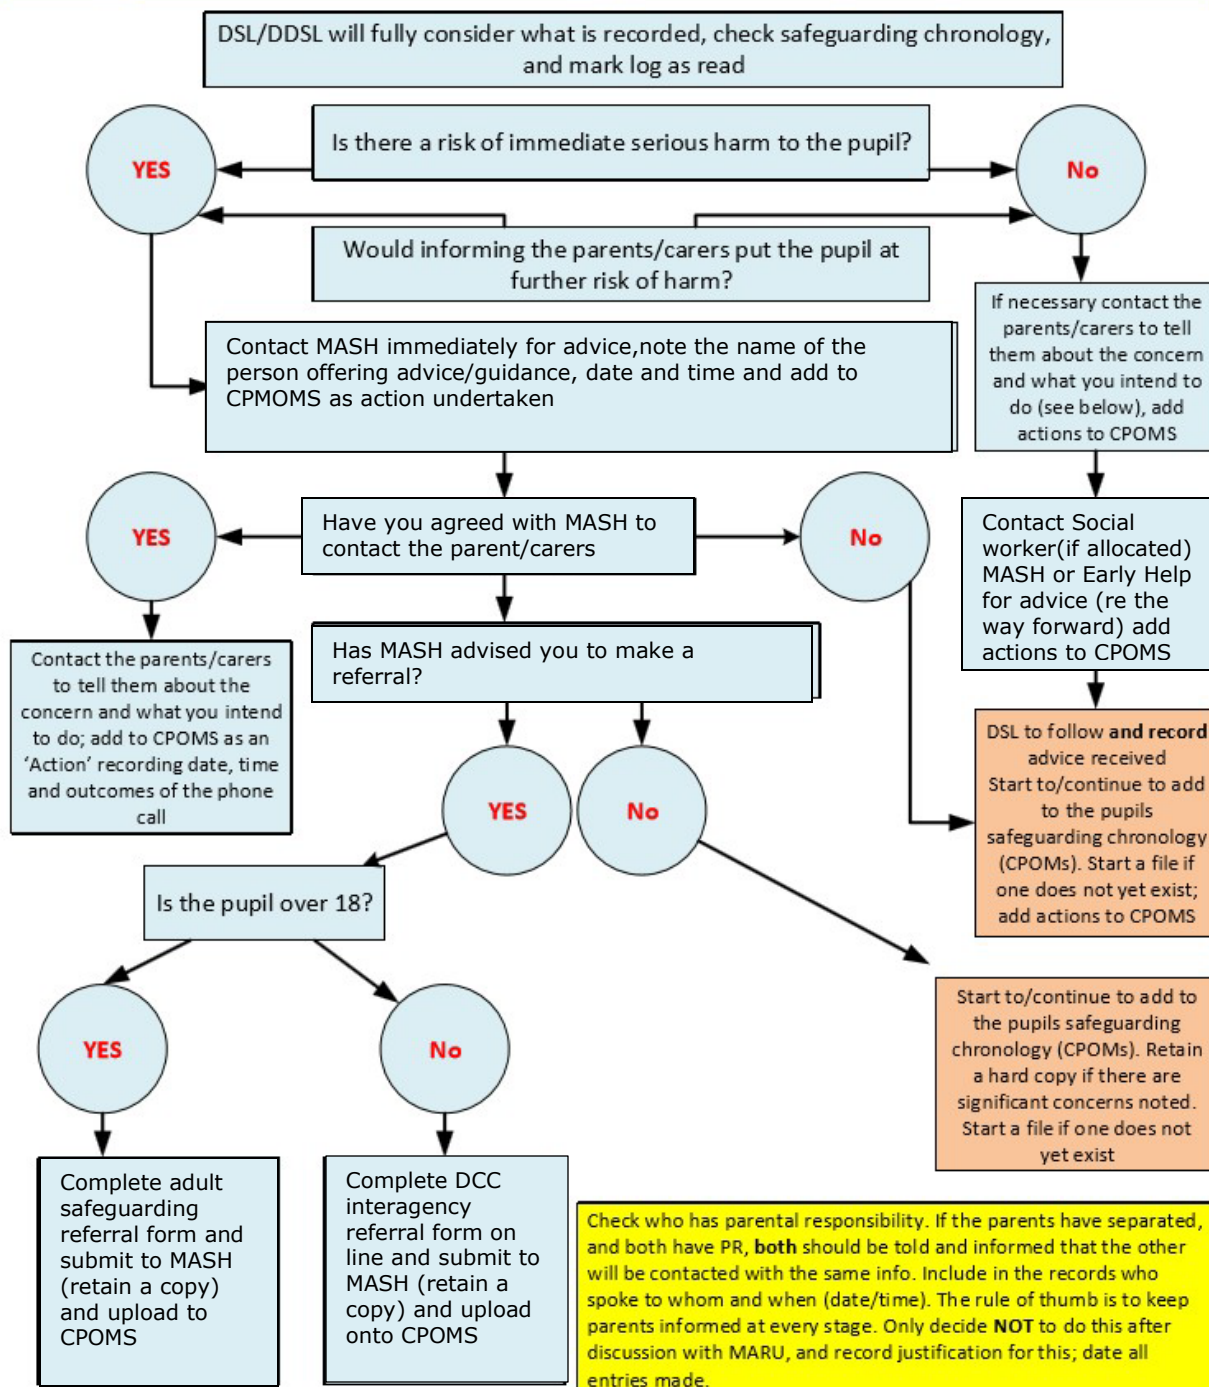 DSL/DDSL will fully consider what is recorded, check safeguarding chronology,
and mark log as read
Is there a risk of immediate serious harm to the pupil?
YES
No
Would informing the parents/carers put the pupil at
further risk of harm?
If necessary contact the
parents/carers to tell
them about the concern
and what you intend to
do (see below), add
actions to CPOMS
Contact MASH immediately for advice,note the name of the
person offering advice/guidance, date and time and add to
CPMOMS as action undertaken
YES
Have you agreed with MASH to
contact the parent/carers
No
Contact Social
worker(if allocated)
MASH or Early Help
for advice (re the
way forward) add
actions to CPOMS
Contact the parents/carers
to tell them about the
concern and what you intend
to do; add to CPOMS as an
‘Action’ recording date, time
and outcomes of the phone
call
Has MASH advised you to make a
referral?
DSL to follow and record
advice received
Start to/continue to add
to the pupils
safeguarding chronology
(CPOMs). Start a file if
one does not yet exist;
add actions to CPOMS
YES
No
Is the pupil over 18?
Start to/continue to add to
the pupils safeguarding
chronology (CPOMs). Retain
a hard copy if there are
significant concerns noted.
Start a file if one does not
yet exist
YES
No
Complete adult
safeguarding
referral form and
submit to MASH
(retain a copy)
and upload to
CPOMS
Complete DCC
interagency
referral form on
line and submit to
MASH (retain a
copy) and upload
onto CPOMS
Check who has parental responsibility. If the parents have separated,
and both have PR, both should be told and informed that the other
will be contacted with the same info. Include in the records who
spoke to whom and when (date/time). The rule of thumb is to keep
parents informed at every stage. Only decide NOT to do this after
discussion with MARU, and record justification for this; date all
entries made.